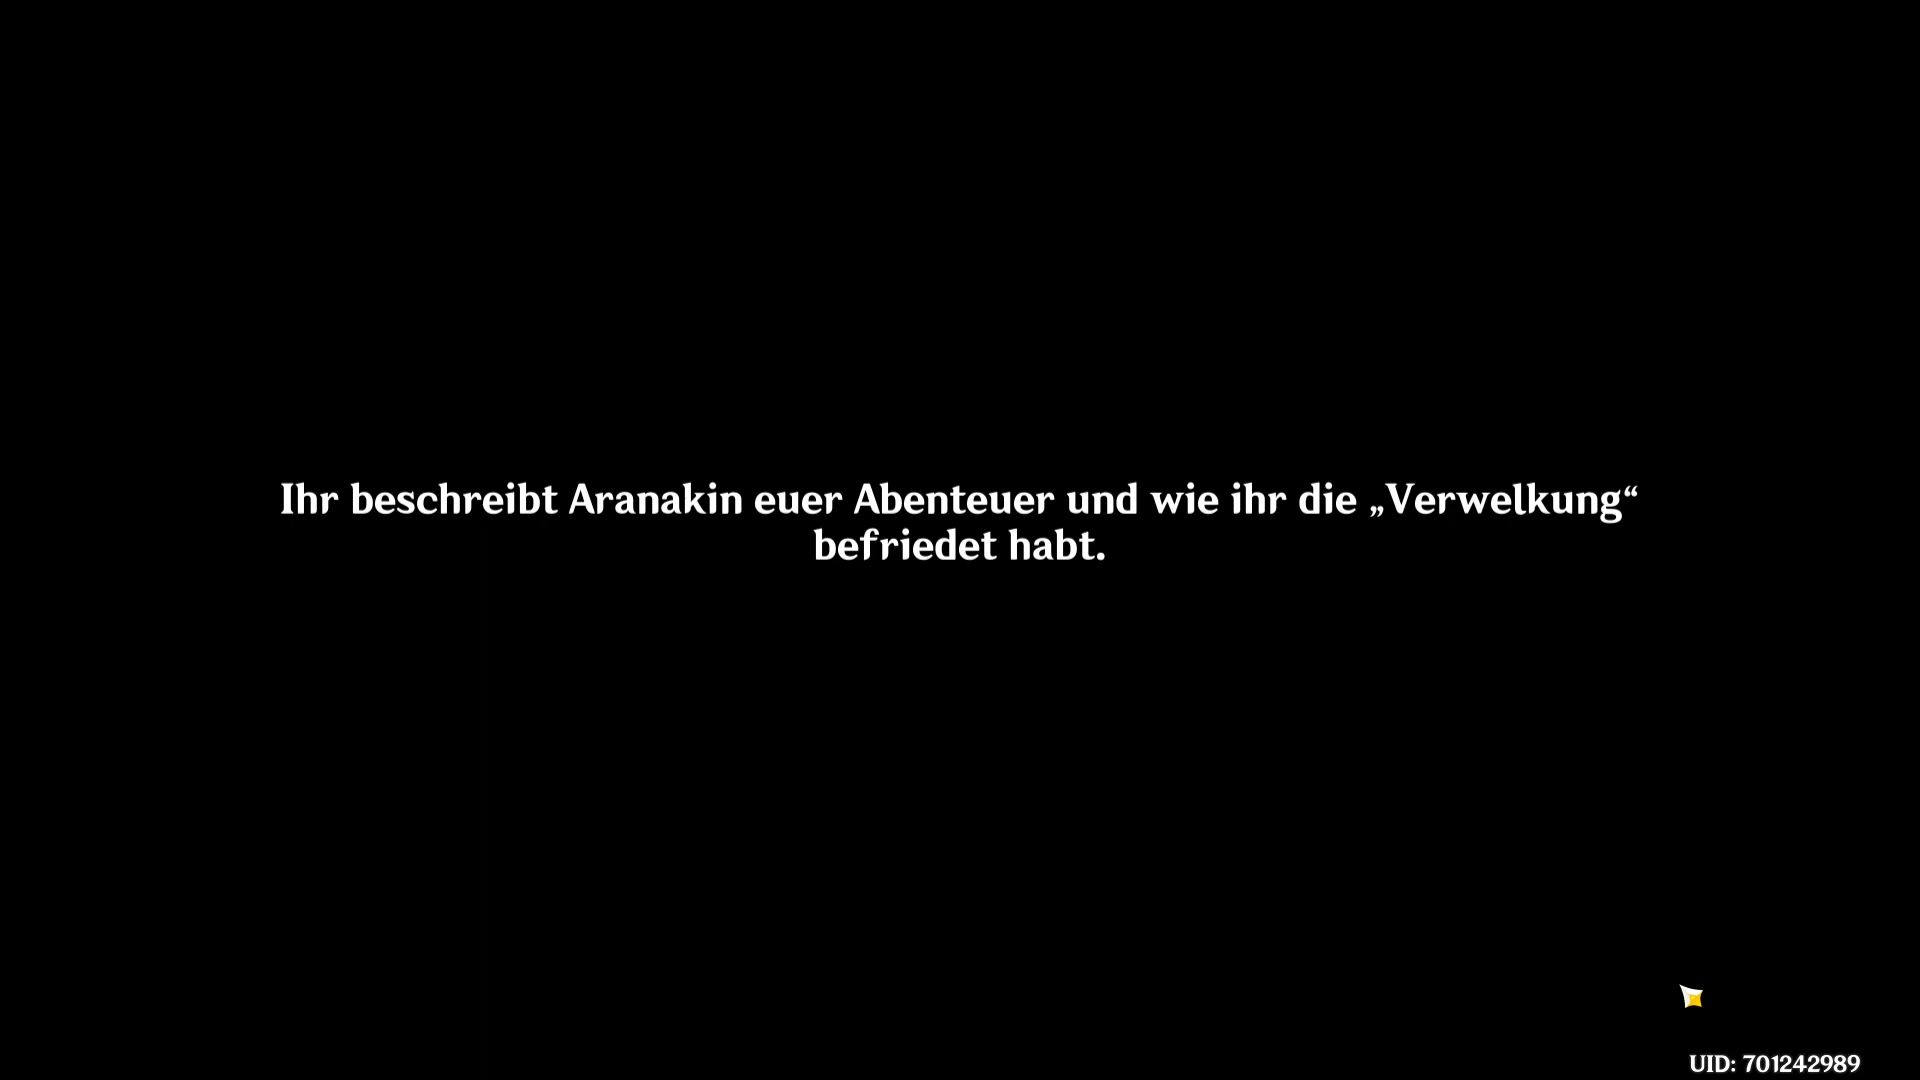 Ihr beschreibt Aranakin euer Abenteuer und wie ihr die „Verwelkung“
befriedet habt.
UID: 701242989